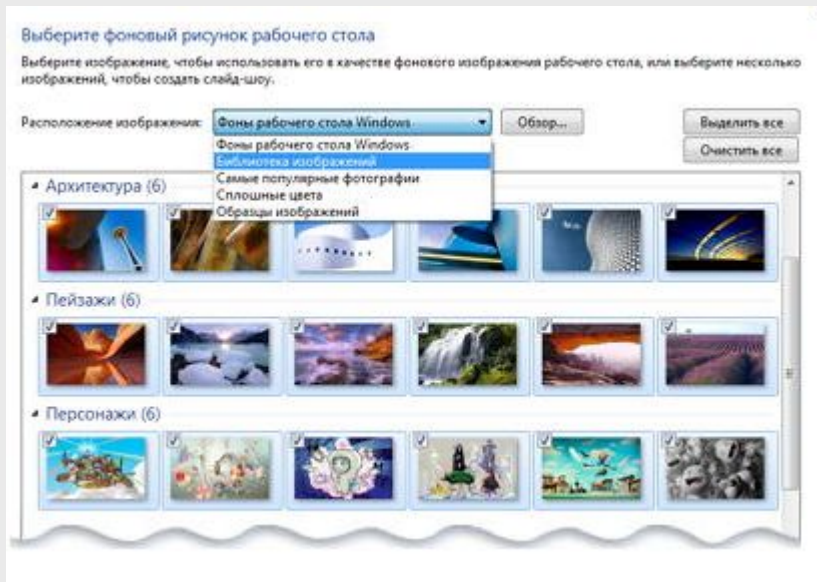 Выберите фоновый рисунок рабочего стола
Выберите изображение, чтобы использовать его в качестве фонового изображения рабочего стола, или выберите несколько
изображений, чтобы создать слайд-шоу.
Расположение изображения: Фоны рабочего стола Windows Обзор... Выделить все
Фоны рабочего стола Windows Очистить все
Библиотека изображений
Самые популярные фотографии
Сплошные цвета
Образцы изображений
Архитектура (6)
Пейзажи (6)
Персонажи (6)